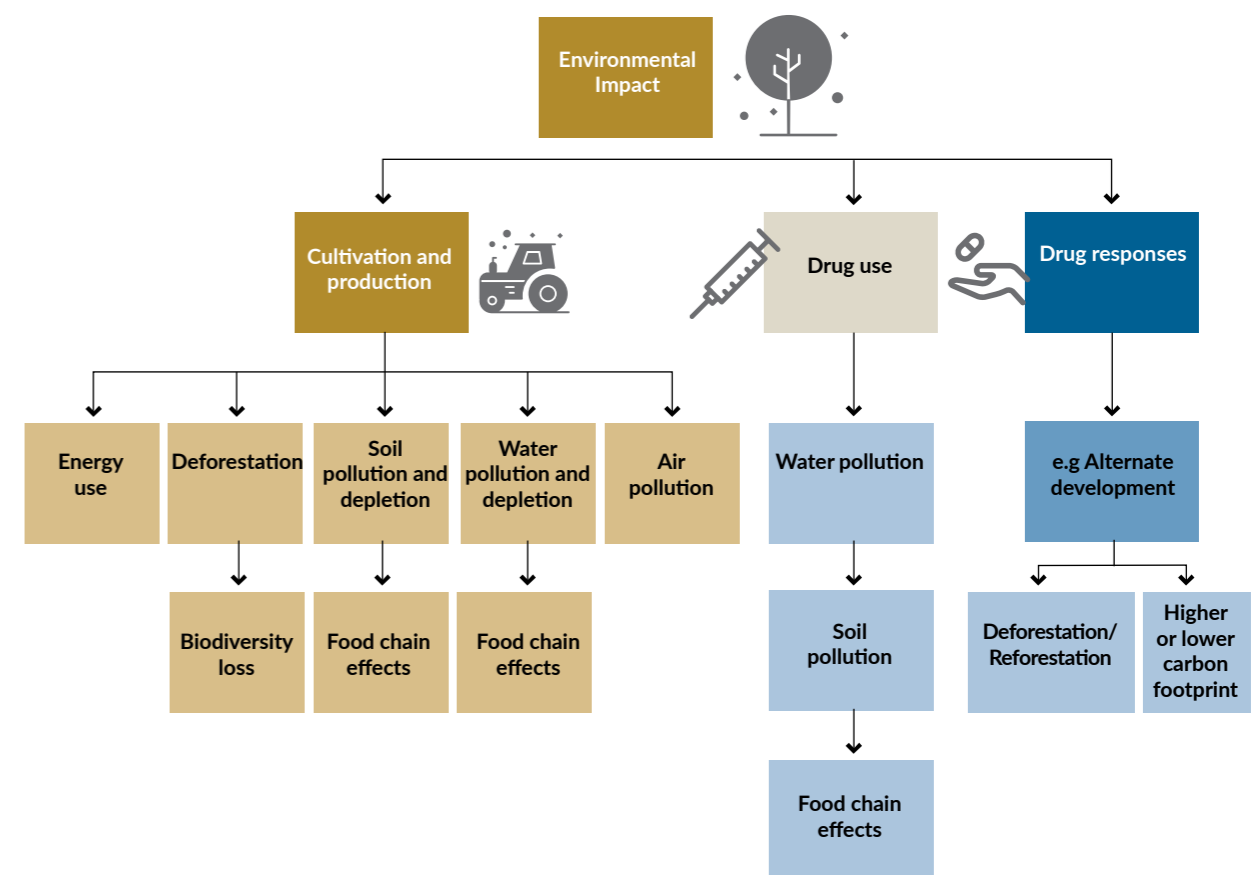 Environmental
Impact
Cultivation and
production
Drug use
Drug responses
Energy
use
Deforestation
Soil
pollution and
depletion
Water
pollution and
depletion
Air
pollution
Water pollution
e.g Alternate
development
Biodiversity
loss
Food chain
effects
Food chain
effects
Soil
pollution
Deforestation/
Reforestation
Higher
or lower
carbon
footprint
Food chain
effects